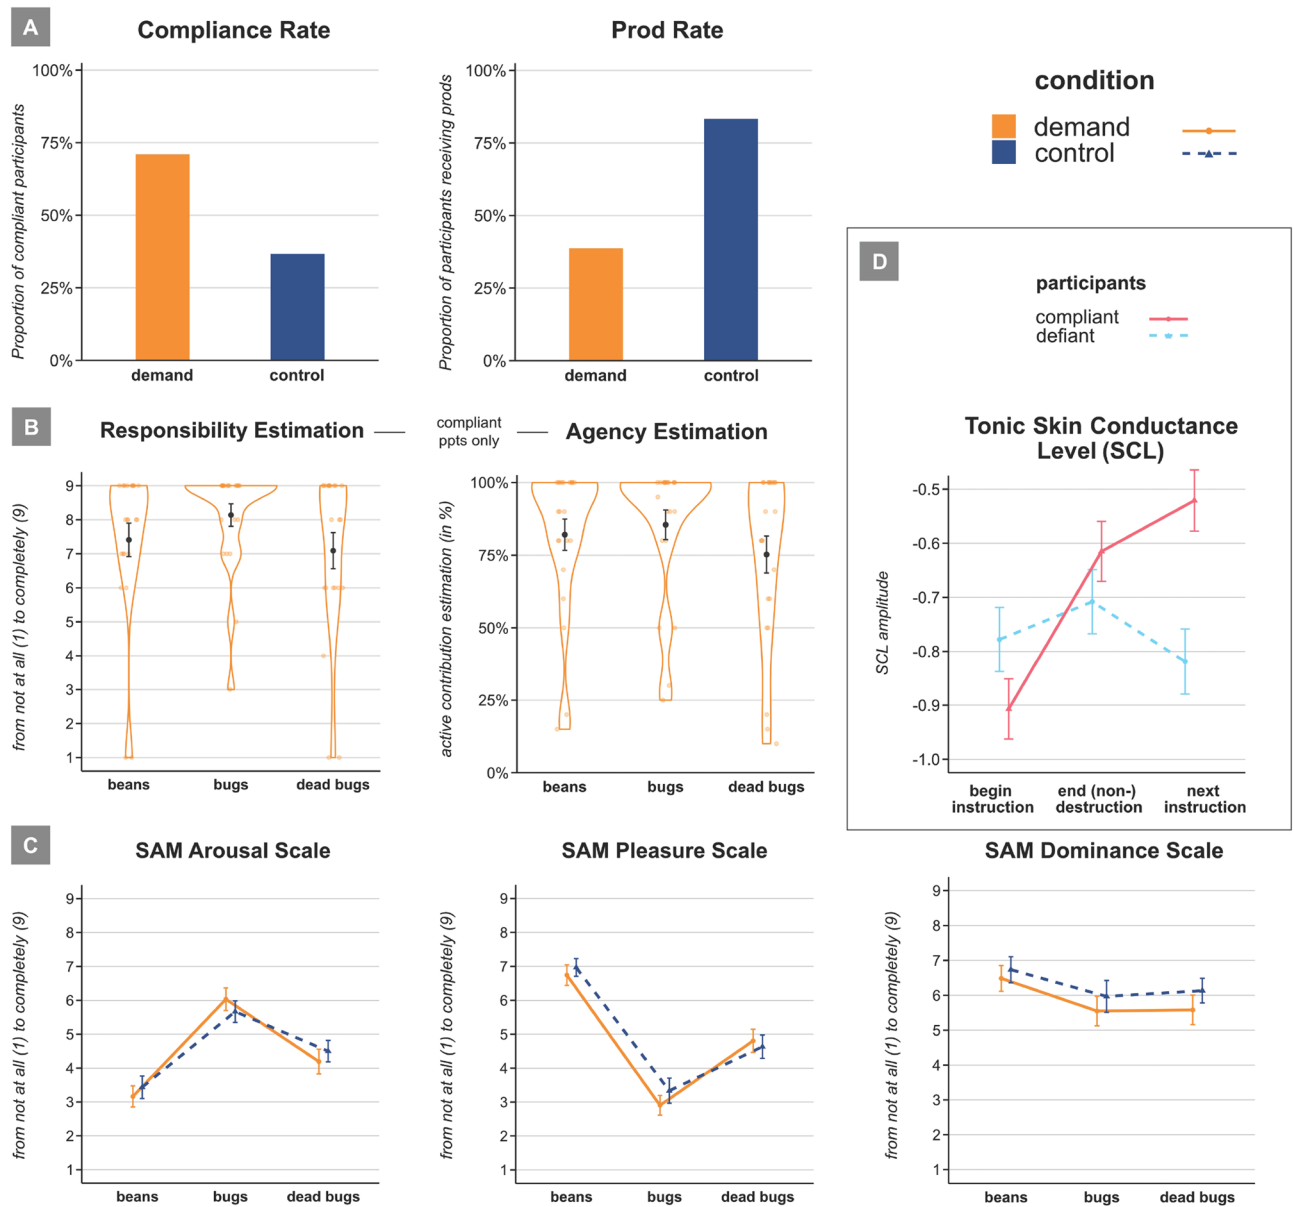 A
Compliance Rate
Proportion of compliant participants
100%
75%
50%
25%
0%
demand
control
Prod Rate
Proportion of participants receiving prods
100%
75%
50%
25%
0%
demand
control
condition
demand
control
B
Responsibility Estimation
compliant
ppts only
Agency Estimation
from not at all (1) to completely (9)
9
8
7
6
5
4
3
2
1
beans
bugs
dead bugs
active contribution estimation (in %)
100%
75%
50%
25%
0%
beans
bugs
dead bugs
D
participants
compliant
defiant
Tonic Skin Conductance
Level (SCL)
SCL amplitude
-0.5
-0.6
-0.7
-0.8
-0.9
-1.0
begin
instruction
end (non-)
destruction
next
instruction
C
SAM Arousal Scale
from not at all (1) to completely (9)
9
8
7
6
5
4
3
2
1
beans
bugs
dead bugs
SAM Pleasure Scale
from not at all (1) to completely (9)
9
8
7
6
5
4
3
2
1
beans
bugs
dead bugs
SAM Dominance Scale
from not at all (1) to completely (9)
9
8
7
6
5
4
3
2
1
beans
bugs
dead bugs